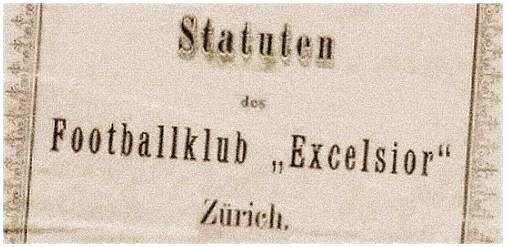 Statuten
des
Footballklub „Excelsior“
Zürich.